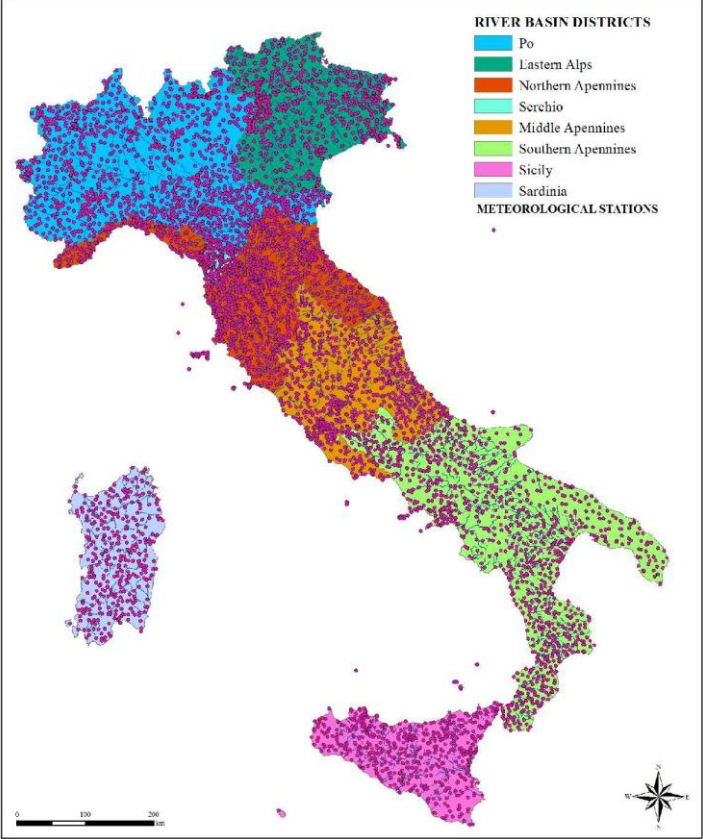 RIVER BASIN DISTRICTS
Po
Eastern Alps
Northern Apennines
Serchio
Middle Apennines
Southern Apennines
Sicily
Sardinia
METEOROLOGICAL STATIONS
N
W E
S
0 100 200
km